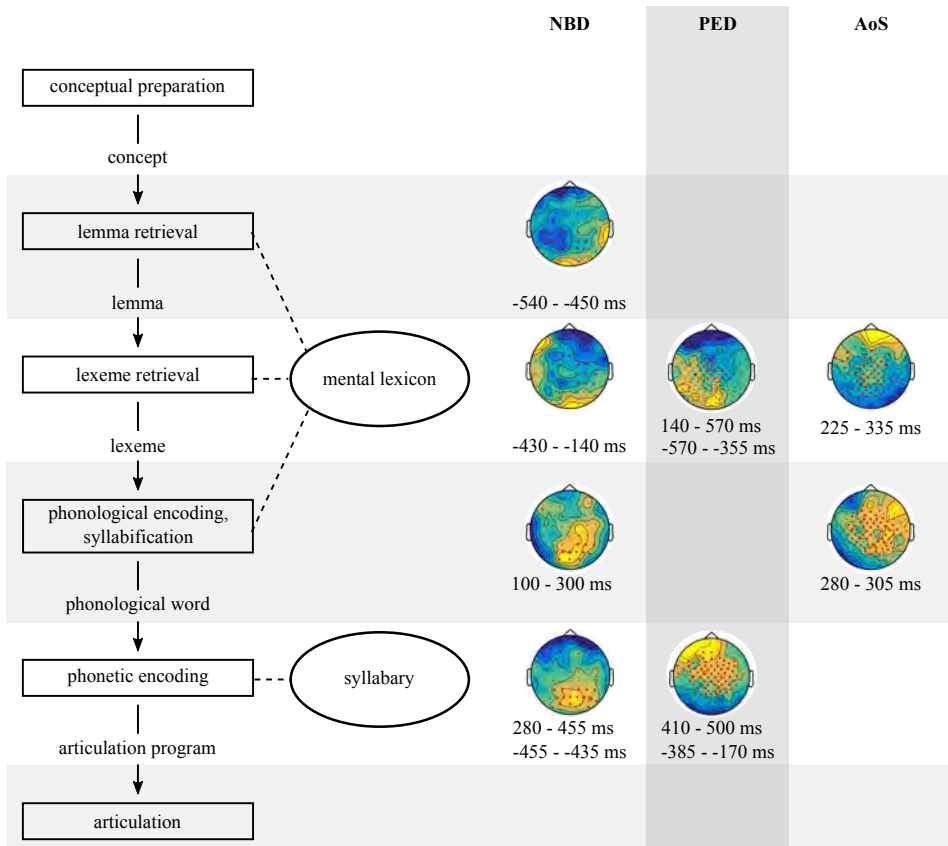 NBD PED AoS
conceptual preparation
concept
lemma retrieval
-540 - -450 ms
lemma
lexeme retrieval
mental lexicon
140 - 570 ms
225 - 335 ms
-430 - -140 ms
-570 - -355 ms
lexeme
phonological encoding,
syllabification
100 - 300 ms
280 - 305 ms
phonological word
phonetic encoding
syllabary
280 - 455 ms
410 - 500 ms
articulation program
-455 - -435 ms
-385 - -170 ms
articulation